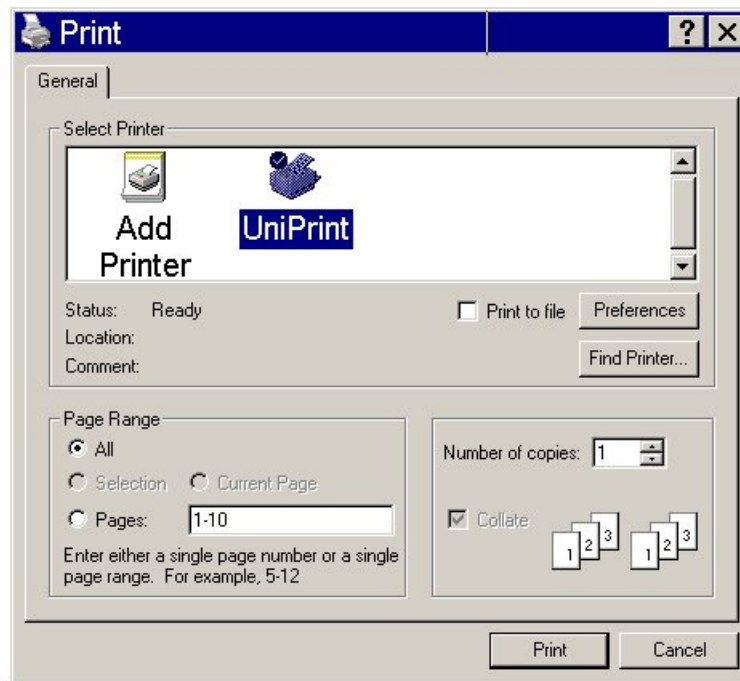 Print
General
Select Printer
Add
Printer
UniPrint
Status: Ready
Print to file
Preferences
Location:
Comment:
Find Printer...
Page Range
All
Selection Current Page
Pages: 1-10
Enter either a single page number or a single
page range. For example, 5-12
Number of copies: 1
Collate
1 2 3 1 2 3
Print Cancel